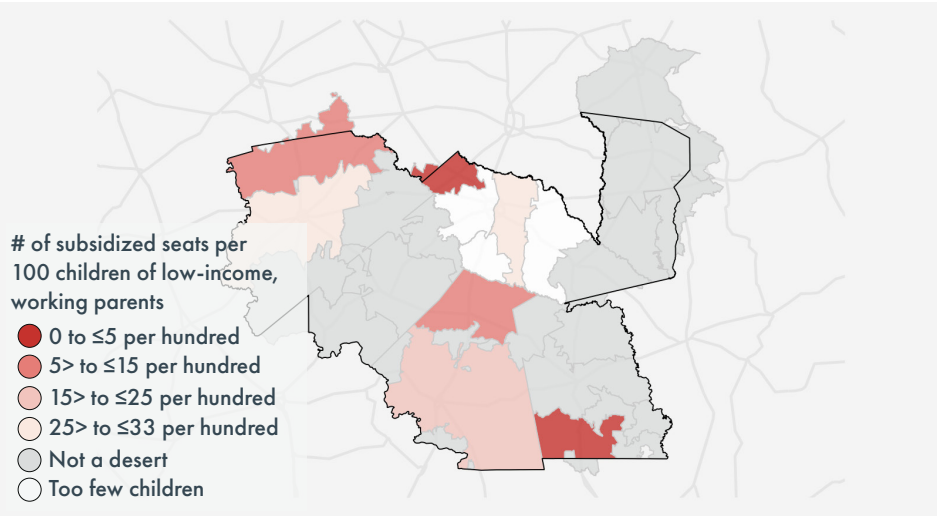 # of subsidized seats per
100 children of low-income,
working parents
0 to ≤5 per hundred
5> to ≤15 per hundred
15> to ≤25 per hundred
25> to ≤33 per hundred
Not a desert
Too few children